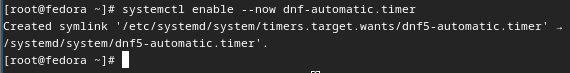 [root@fedora ~]# systemctl enable --now dnf-automatic.timer
Created symlink '/etc/systemd/system/timers.target.wants/dnf5-automatic.timer' →
/systemd/system/dnf5-automatic.timer'.
[root@fedora ~]#